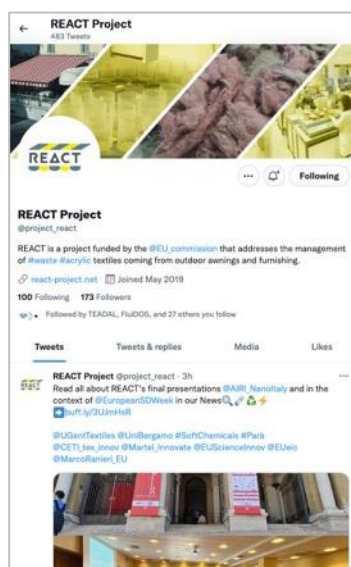 REACT Project
483 Tweets
REACT
Following
REACT Project
@project_react
REACT is a project funded by the @EU_commission that addresses the management
of #waste #acrylic textiles coming from outdoor awnings and furnishing.
react-project.net Joined May 2019
100 Following 173 Followers
Followed by TEADAL, FluiDOS, and 27 others you follow
Tweets Tweets & replies Media Likes
REACT
REACT Project @project_react · 3h
Read all about REACT's final presentations @AIRI_NanoItaly and in the
context of @EuropeanSDWeek in our News
buff.ly/3UJmHsR
@UGentTextiles @UniBergamo #SoftChemicals #Parà
@CETI_tex_Innov @Martel_Innovate @EUScienceInnov @EUeic
@MarcoRanieri_EU